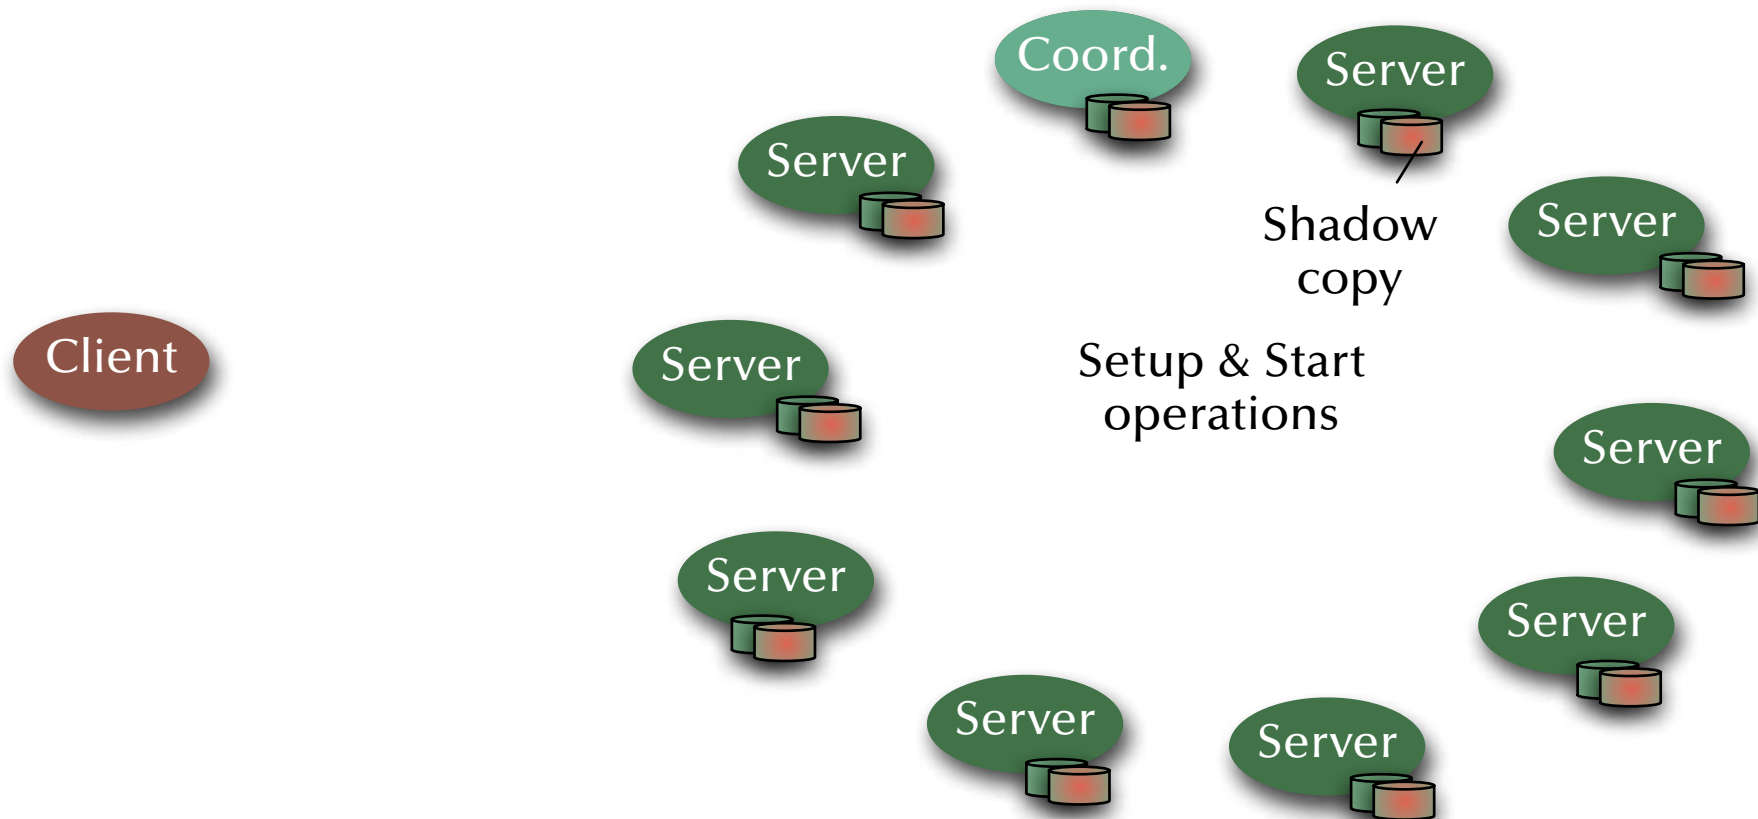 Coord.
Server
Server
Shadow
copy
Server
Client
Server
Setup & Start
operations
Server
Server
Server
Server
Server